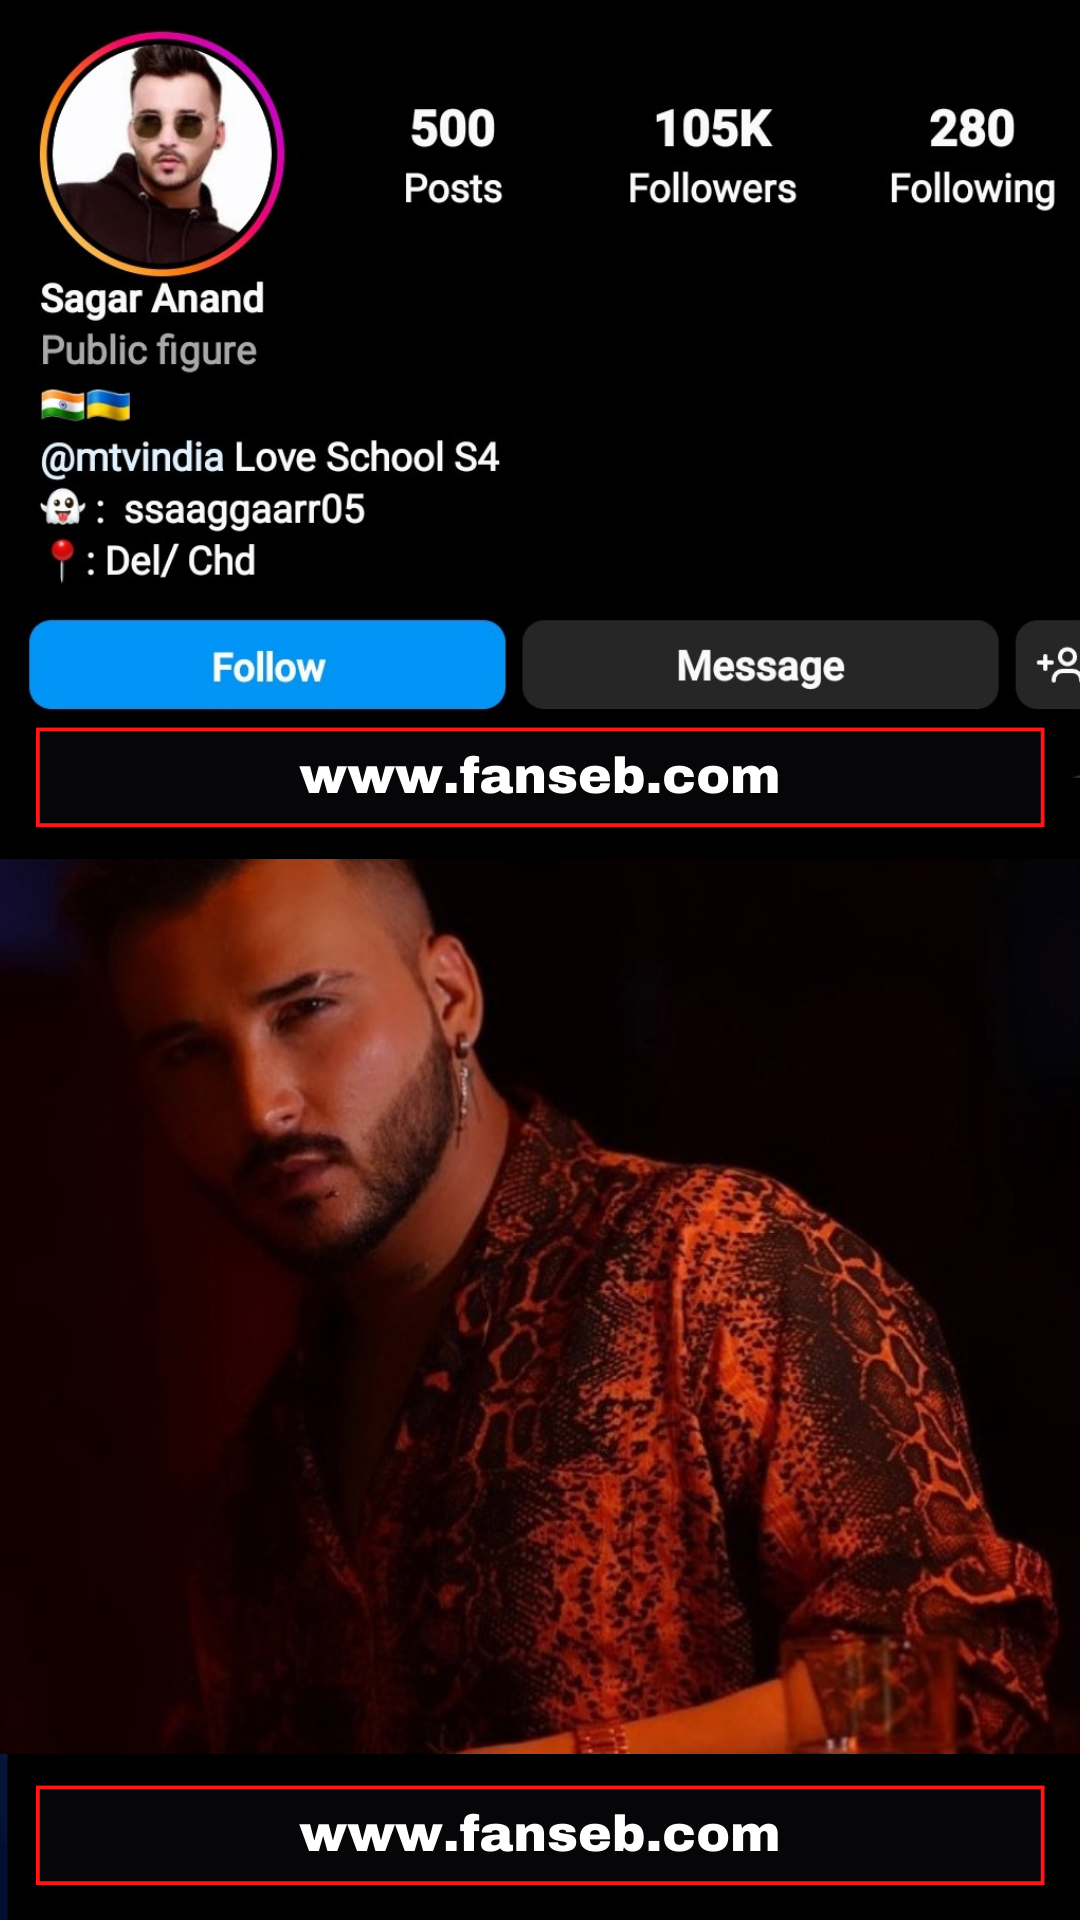 500 105K 280
Posts Followers Following
Sagar Anand
Public figure
🇮🇳🇺🇦
@mtvindia Love School S4
👻 : ssaaggaarr05
📍: Del/ Chd
Follow Message
www.fanseb.com
www.fanseb.com